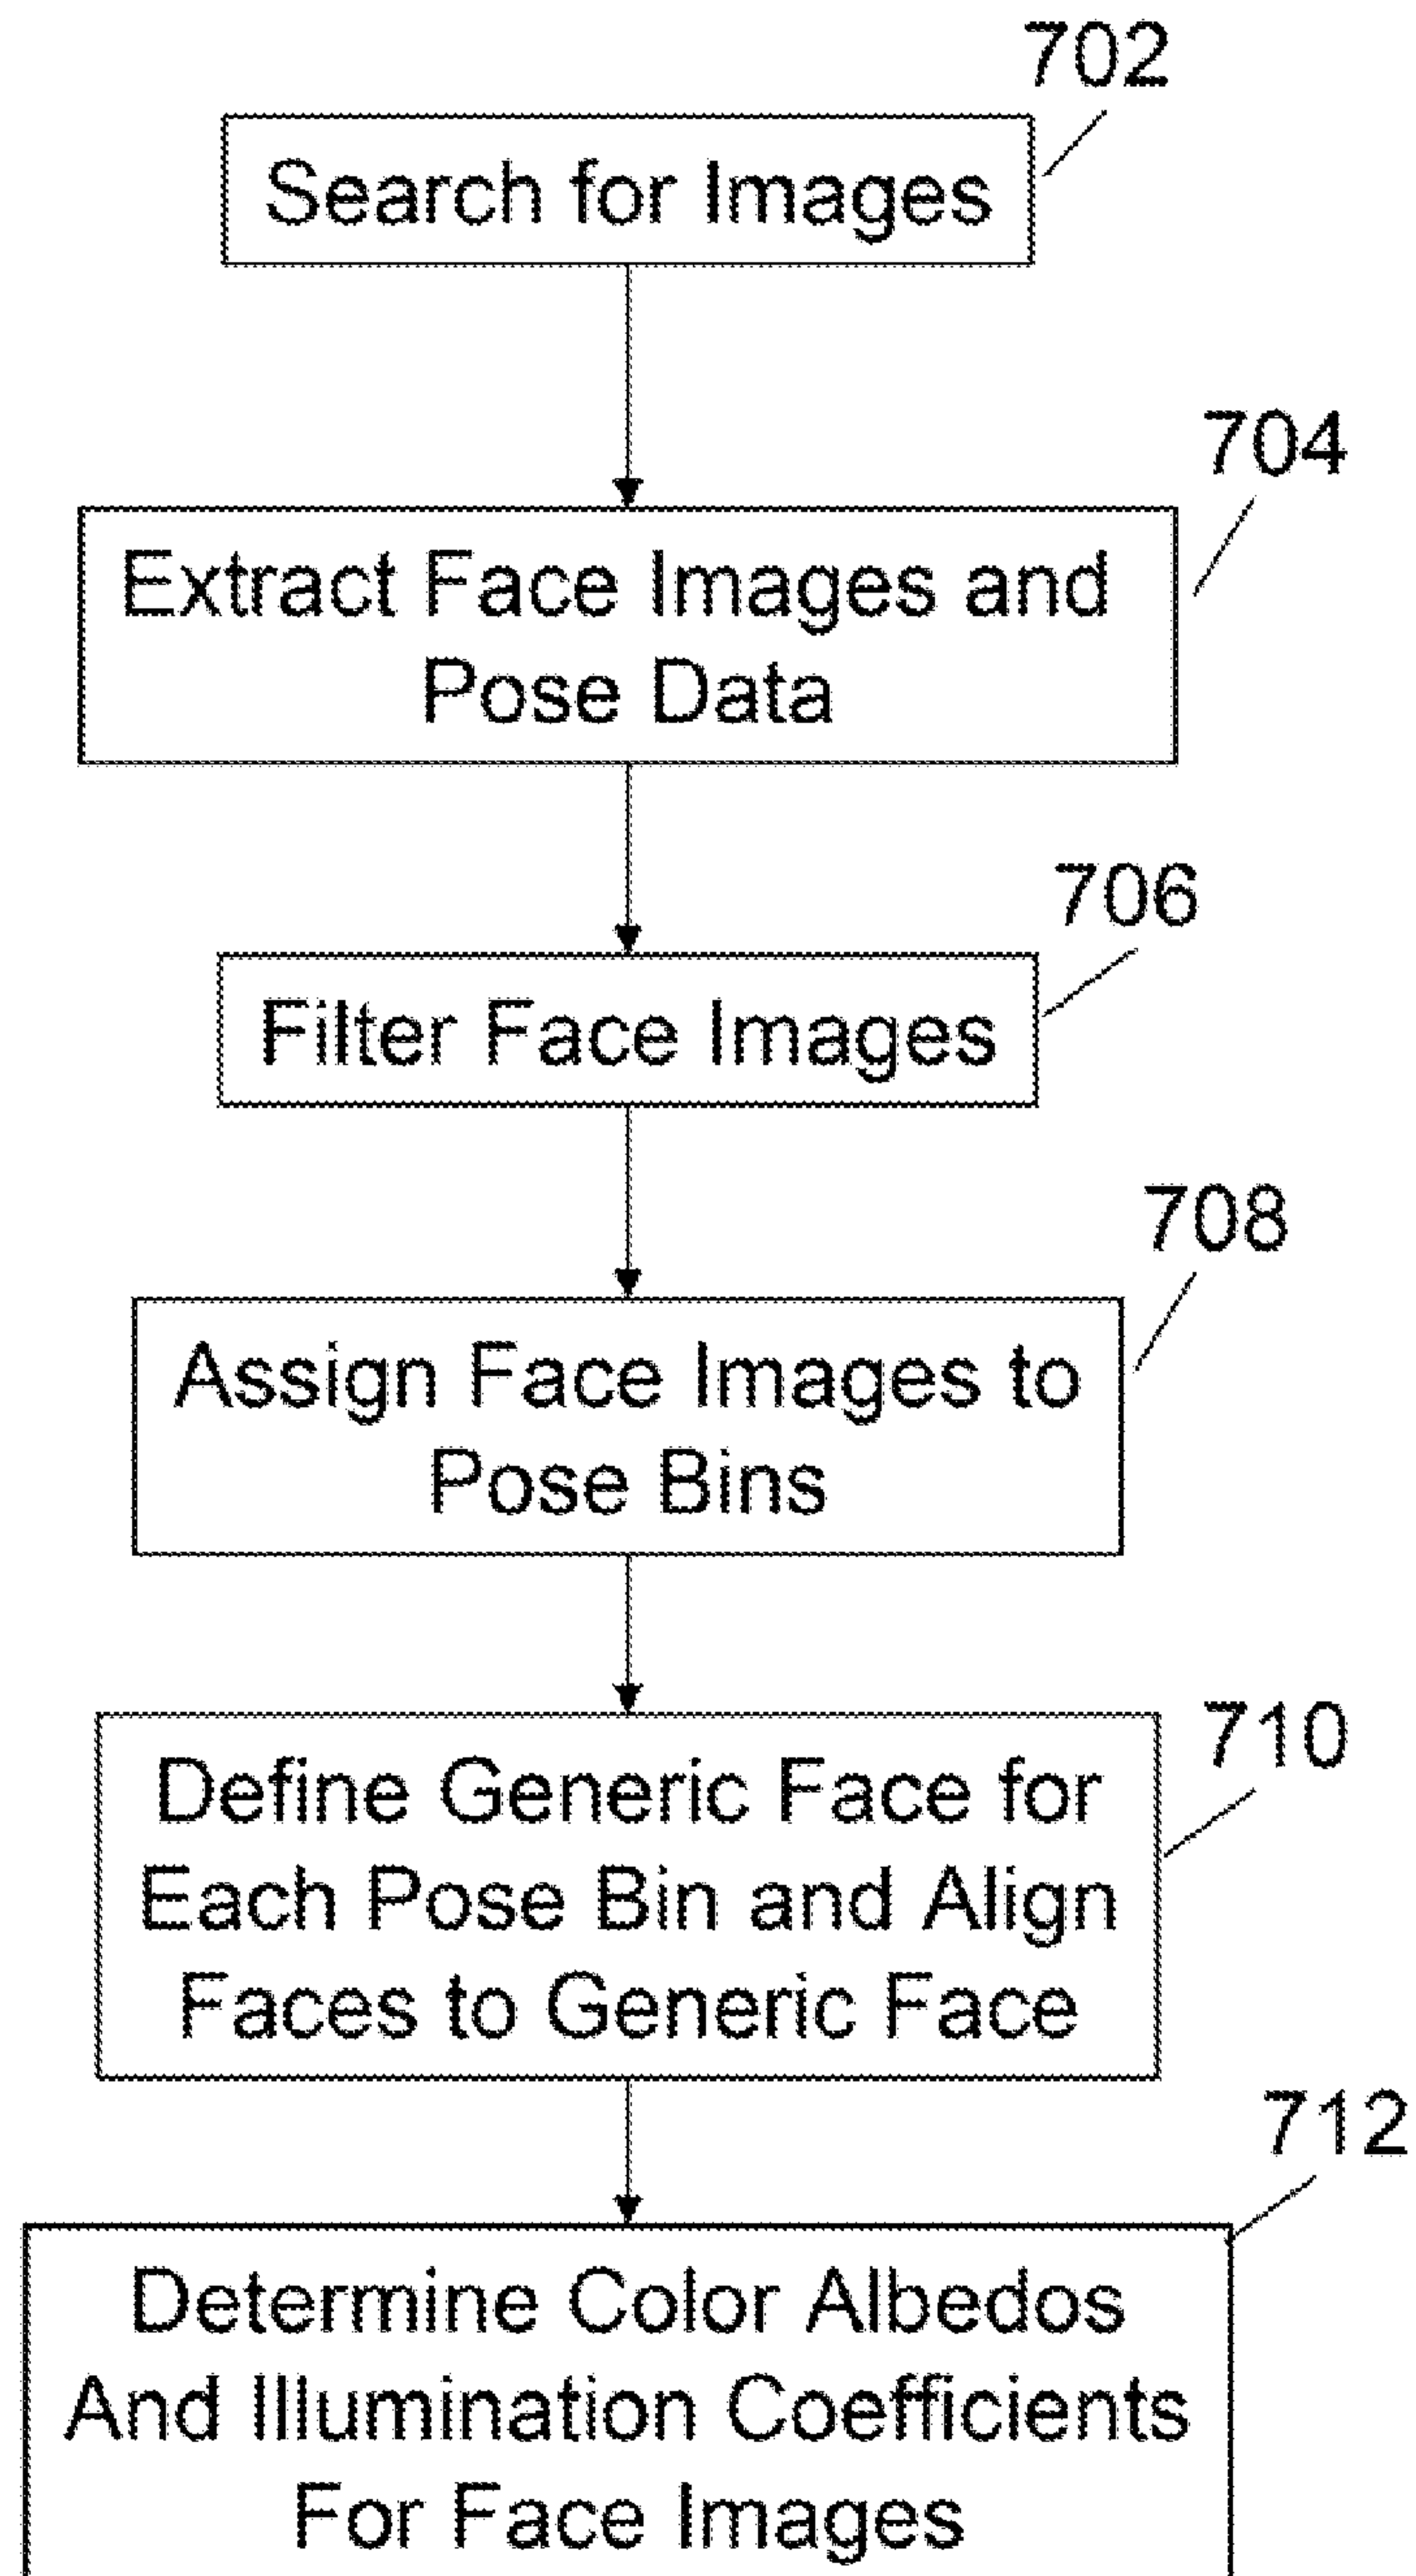 702
Search for Images
704
Extract Face Images and
Pose Data
706
Filter Face Images
708
Assign Face Images to
Pose Bins
710
Define Generic Face for
Each Pose Bin and Align
Faces to Generic Face
712
Determine Color Albedos
And Illumination Coefficients
For Face Images